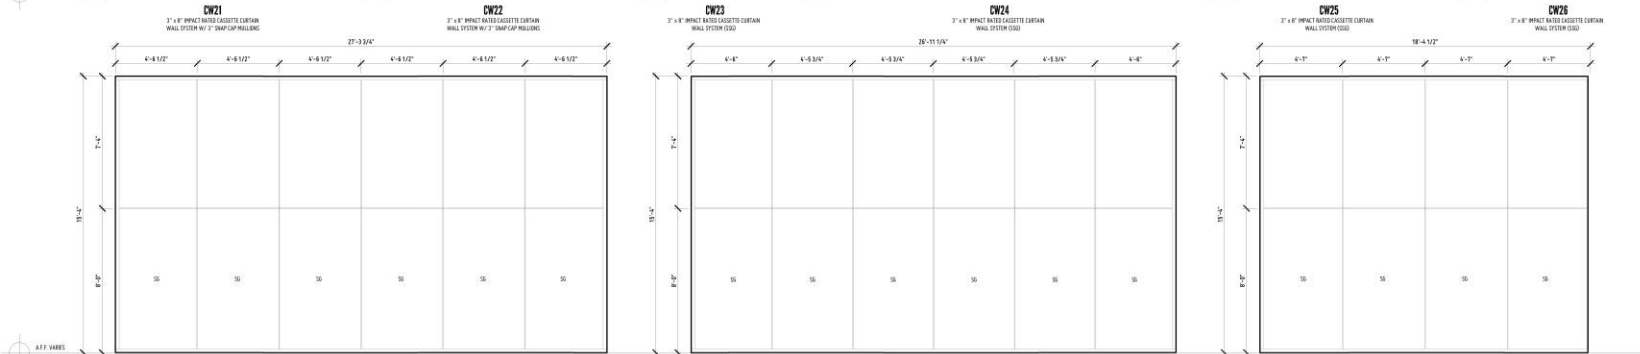 CW21
3" x 8" IMPACT RATED CASSETTE CURTAIN
WALL SYSTEM W/ 3" SNAP CAP MULLIONS
CW22
3" x 8" IMPACT RATED CASSETTE CURTAIN
WALL SYSTEM W/ 3" SNAP CAP MULLIONS
CW23
3" x 8" IMPACT RATED CASSETTE CURTAIN
WALL SYSTEM (SSG)
CW24
3" x 8" IMPACT RATED CASSETTE CURTAIN
WALL SYSTEM (SSG)
CW25
3" x 8" IMPACT RATED CASSETTE CURTAIN
WALL SYSTEM (SSG)
CW26
3" x 8" IMPACT RATED CASSETTE CURTAIN
WALL SYSTEM (SSG)
27'-3 3/4"
4'-6 1/2" 4'-6 1/2" 4'-6 1/2" 4'-6 1/2" 4'-6 1/2" 4'-6 1/2"
7'-4"
15'-4"
8'-0"
SG SG SG SG SG SG
26'-11 1/4"
4'-6" 4'-5 3/4" 4'-5 3/4" 4'-5 3/4" 4'-5 3/4" 4'-6"
7'-4"
15'-4"
8'-0"
SG SG SG SG SG SG
18'-4 1/2"
4'-7" 4'-7" 4'-7" 4'-7"
7'-4"
15'-4"
8'-0"
SG SG SG SG
A.F.F. VARIES